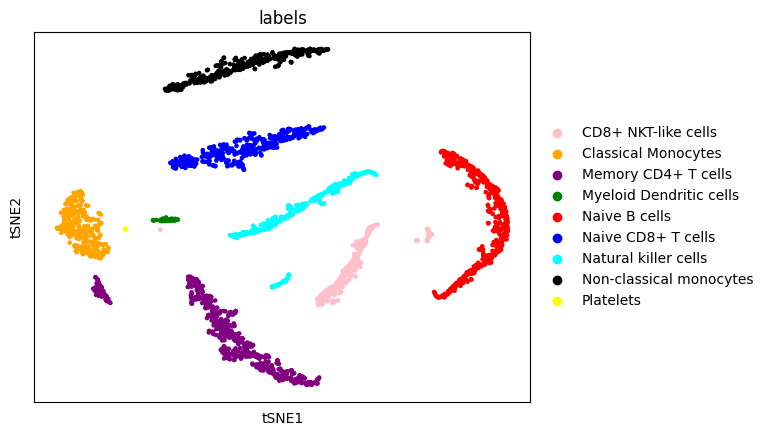 labels
tSNE2
tSNE1
CD8+ NKT-like cells
Classical Monocytes
Memory CD4+ T cells
Myeloid Dendritic cells
Naive B cells
Naive CD8+ T cells
Natural killer cells
Non-classical monocytes
Platelets